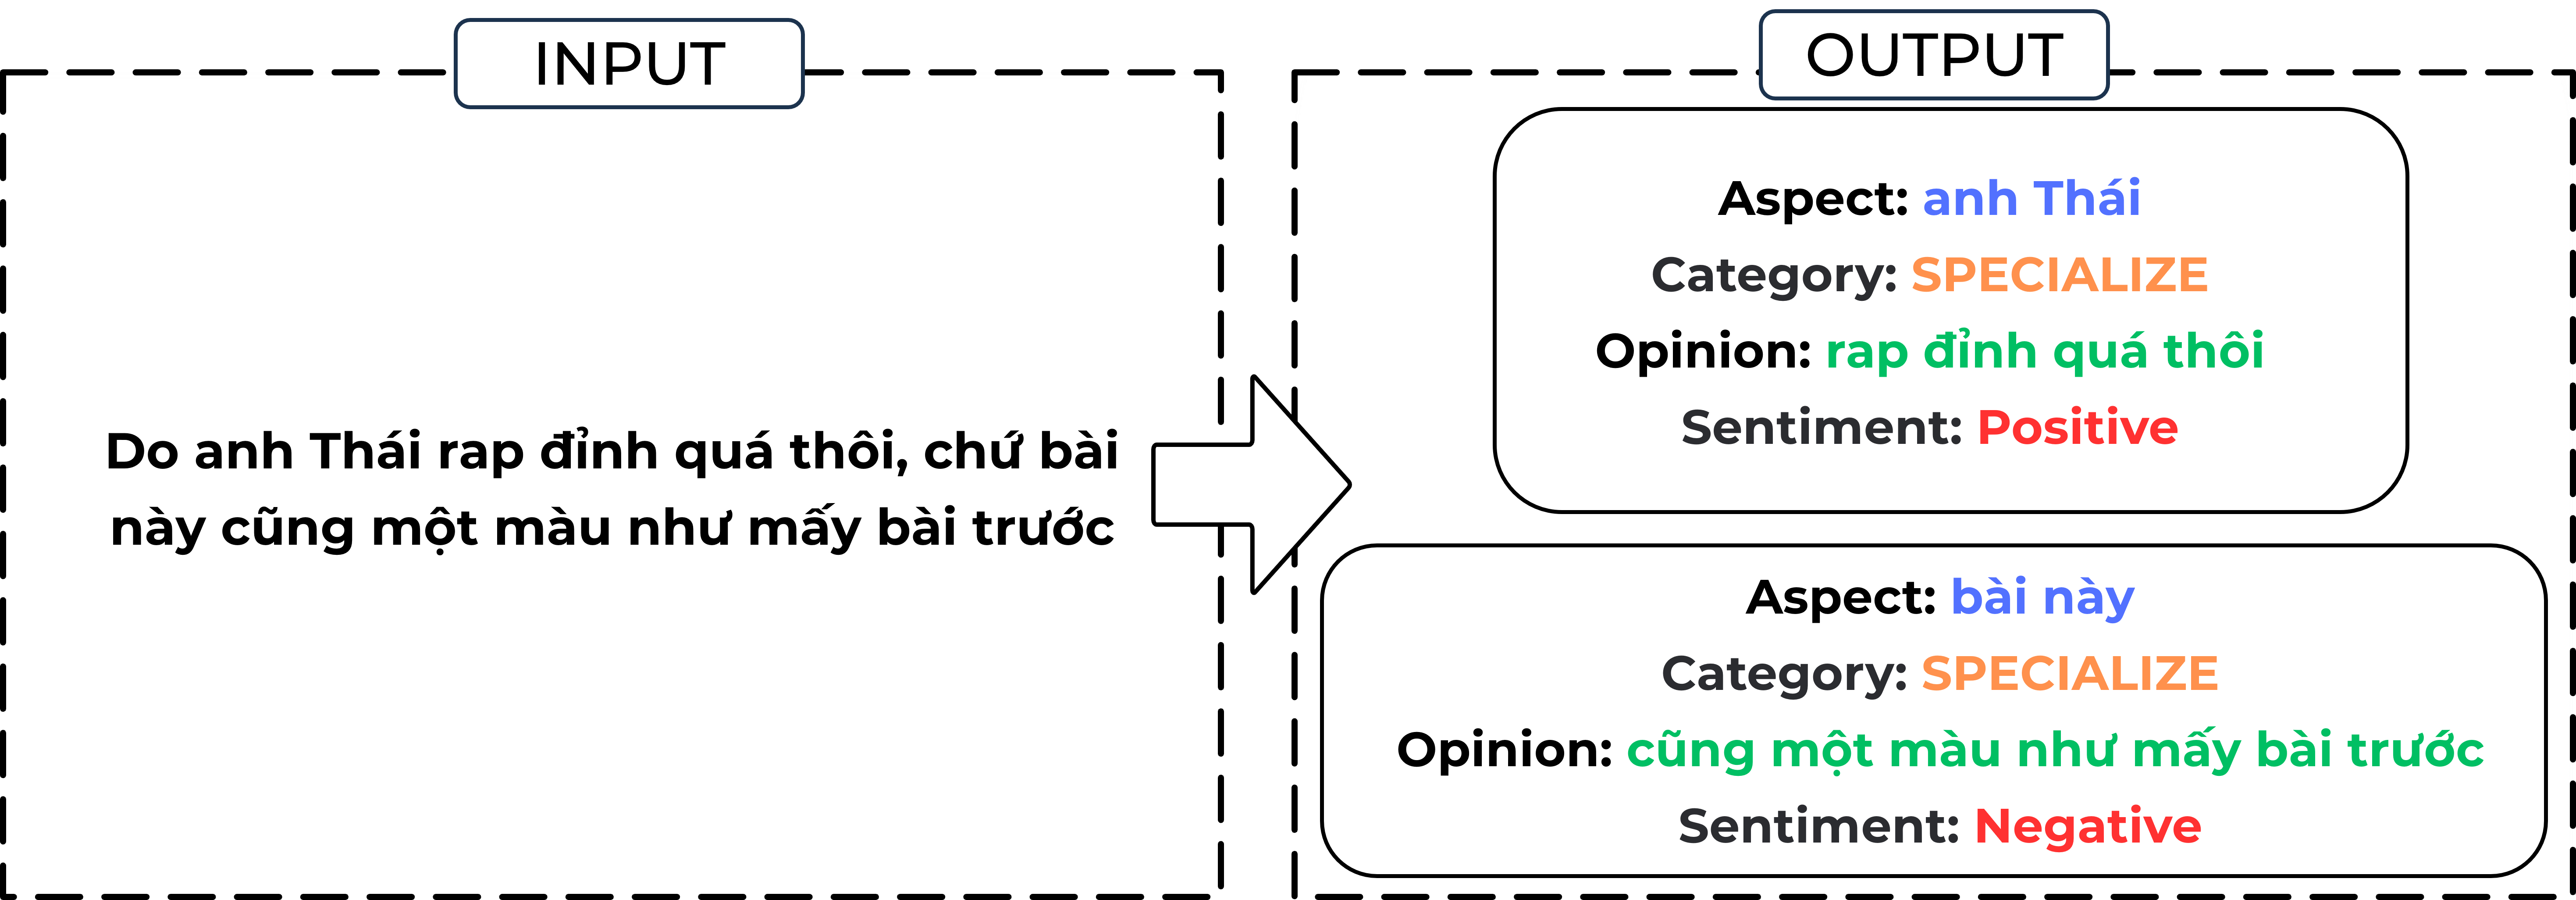 INPUT
Do anh Thái rap đỉnh quá thôi, chứ bài
này cũng một màu như mấy bài trước
OUTPUT
Aspect: anh Thái
Category: SPECIALIZE
Opinion: rap đỉnh quá thôi
Sentiment: Positive
Aspect: bài này
Category: SPECIALIZE
Opinion: cũng một màu như mấy bài trước
Sentiment: Negative